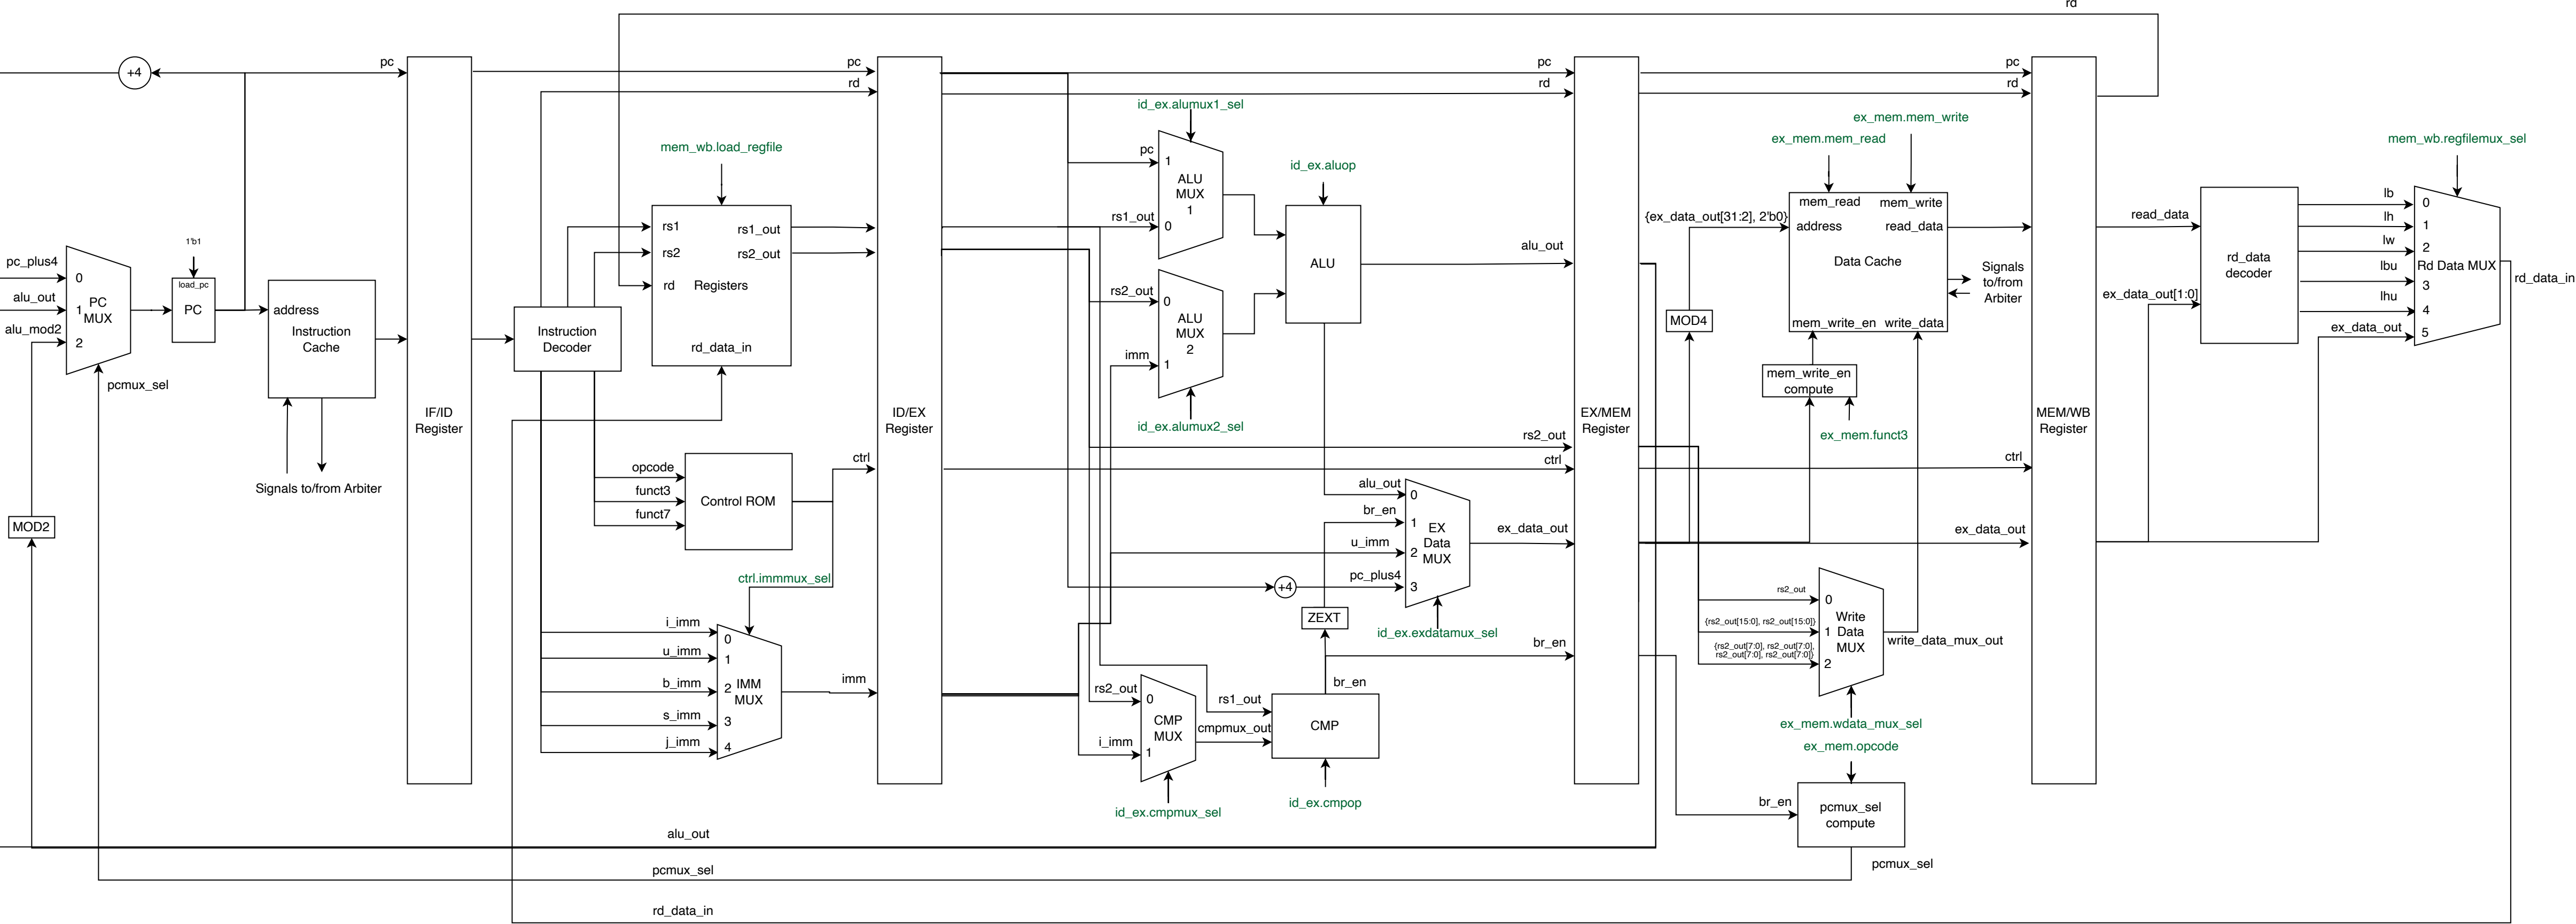 rd
+4
pc
pc_plus4
0
alu_out
1
alu_mod2
2
PC
MUX
pcmux_sel
1'b1
load_pc
PC
address
Instruction
Cache
Signals to/from Arbiter
MOD2
IF/ID
Register
pc
rd
mem_wb.load_regfile
rs1
rs2
rd
rs1_out
rs2_out
Registers
rd_data_in
Instruction
Decoder
opcode
funct3
funct7
Control ROM
ctrl
ctrl.immmux_sel
i_imm
0
u_imm
1
b_imm
2
s_imm
3
j_imm
4
IMM
MUX
imm
ID/EX
Register
pc
rd
id_ex.alumux1_sel
pc
1
ALU
MUX
1
rs1_out
0
rs2_out
0
ALU
MUX
2
imm
1
id_ex.alumux2_sel
id_ex.aluop
ALU
alu_out
rs2_out
ctrl
alu_out
0
br_en
1
u_imm
2
pc_plus4
3
EX
Data
MUX
+4
ZEXT
id_ex.exdatamux_sel
ex_data_out
br_en
br_en
rs2_out
0
CMP
MUX
i_imm
1
id_ex.cmpmux_sel
rs1_out
cmpmux_out
CMP
id_ex.cmpop
EX/MEM
Register
pc
rd
ex_mem.mem_write
ex_mem.mem_read
{ex_data_out[31:2], 2'b0}
mem_read
mem_write
address
read_data
Data Cache
mem_write_en
write_data
Signals
to/from
Arbiter
MOD4
mem_write_en
compute
ex_mem.funct3
ctrl
ex_data_out
rs2_out
0
{rs2_out[15:0], rs2_out[15:0]}
1
{rs2_out[7:0], rs2_out[7:0],
rs2_out[7:0], rs2_out[7:0]}
2
Write
Data
MUX
write_data_mux_out
ex_mem.wdata_mux_sel
ex_mem.opcode
br_en
pcmux_sel
compute
pcmux_sel
MEM/WB
Register
read_data
ex_data_out[1:0]
rd_data
decoder
mem_wb.regfilemux_sel
lb
0
lh
1
lw
2
lbu
3
lhu
4
ex_data_out
5
Rd Data MUX
rd_data_in
alu_out
pcmux_sel
rd_data_in